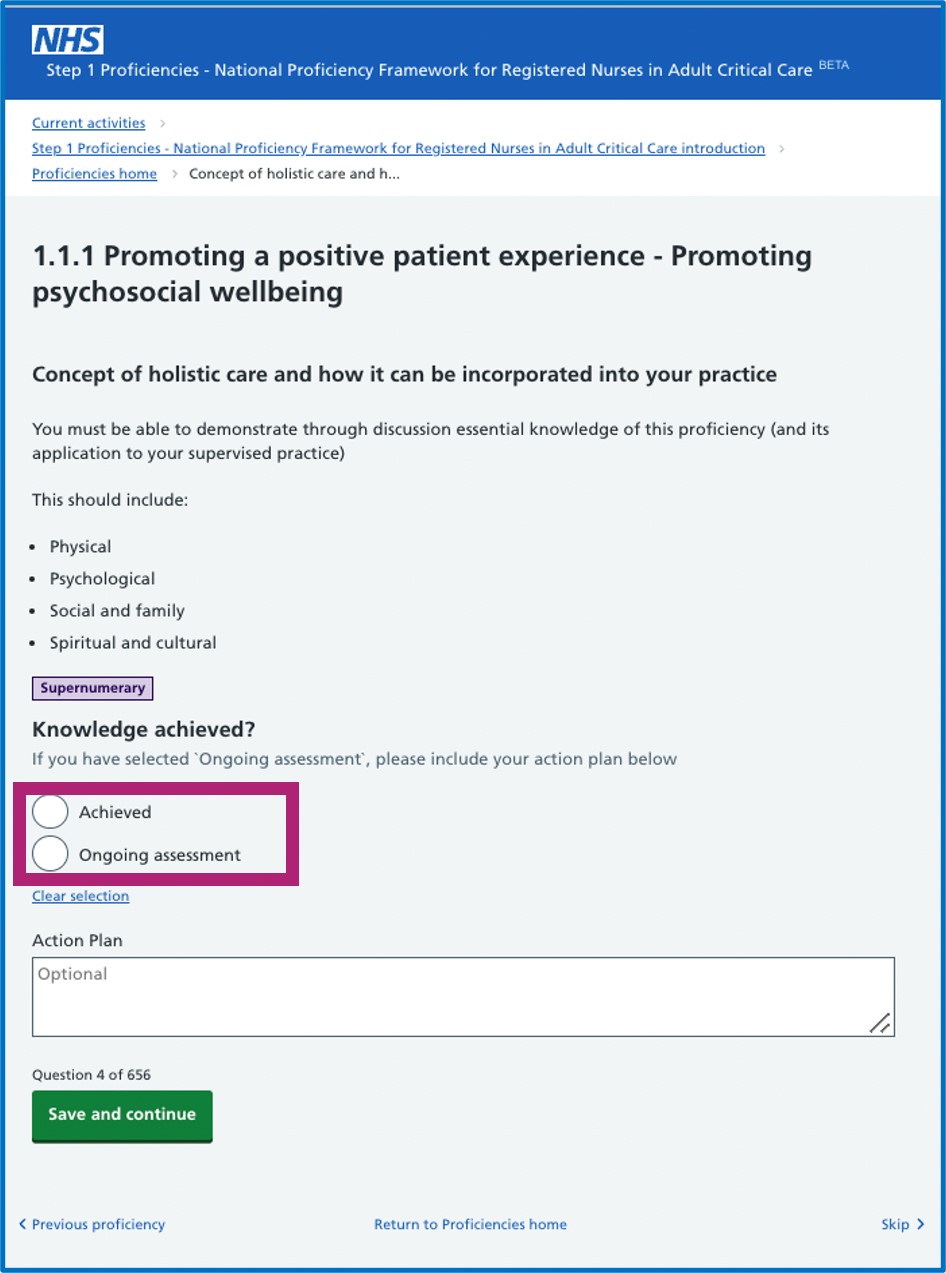 NHS
Step 1 Proficiencies - National Proficiency Framework for Registered Nurses in Adult Critical Care BETA
Current activities >
Step 1 Proficiencies - National Proficiency Framework for Registered Nurses in Adult Critical Care introduction >
Proficiencies home > Concept of holistic care and h...
1.1.1 Promoting a positive patient experience - Promoting
psychosocial wellbeing
Concept of holistic care and how it can be incorporated into your practice
You must be able to demonstrate through discussion essential knowledge of this proficiency (and its
application to your supervised practice)
This should include:
• Physical
• Psychological
• Social and family
• Spiritual and cultural
Supernumerary
Knowledge achieved?
If you have selected `Ongoing assessment`, please include your action plan below
Achieved
Ongoing assessment
Clear selection
Action Plan
Optional
Question 4 of 656
Save and continue
< Previous proficiency Return to Proficiencies home Skip >